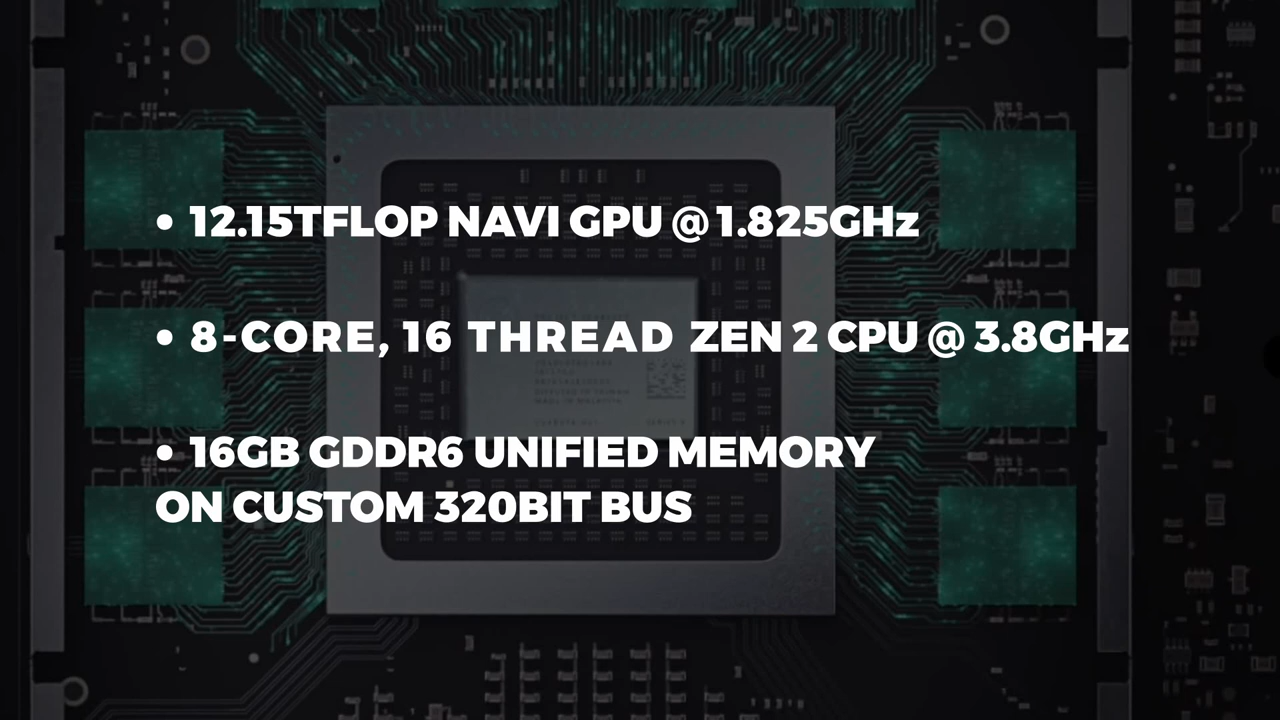 • 12.15TFLOP NAVI GPU @ 1.825GHz
• 8-CORE, 16 THREAD ZEN 2 CPU @ 3.8GHz
• 16GB GDDR6 UNIFIED MEMORY
ON CUSTOM 320BIT BUS